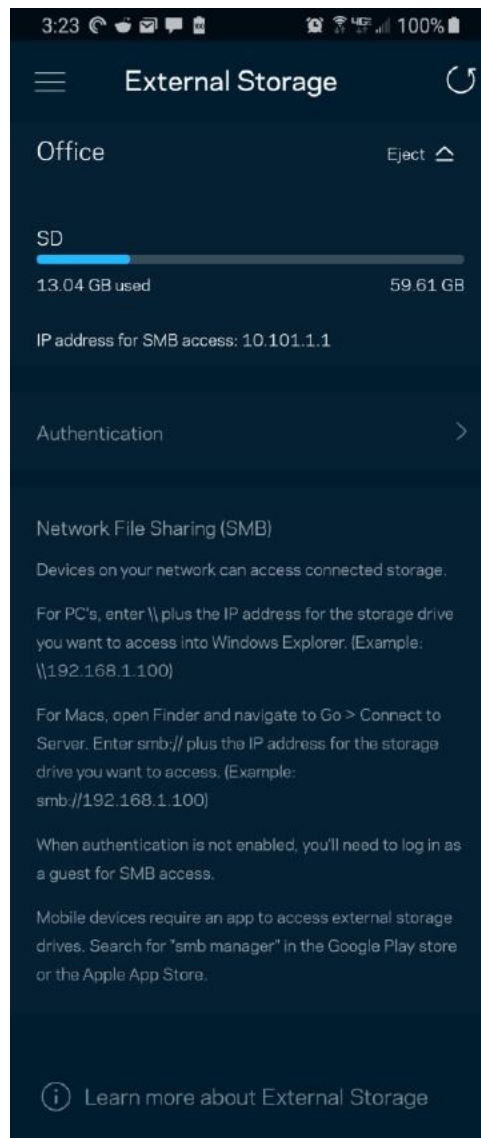 3:23 4GE 100%
External Storage
Office Eject
SD
13.04 GB used 59.61 GB
IP address for SMB access: 10.101.1.1
Authentication
Network File Sharing (SMB)
Devices on your network can access connected storage.
For PC's, enter \\ plus the IP address for the storage drive
you want to access into Windows Explorer. (Example:
\\192.168.1.100)
For Macs, open Finder and navigate to Go > Connect to
Server. Enter smb:// plus the IP address for the storage
drive you want to access. (Example:
smb://192.168.1.100)
When authentication is not enabled, you'll need to log in as
a guest for SMB access.
Mobile devices require an app to access external storage
drives. Search for "smb manager" in the Google Play store
or the Apple App Store.
Learn more about External Storage